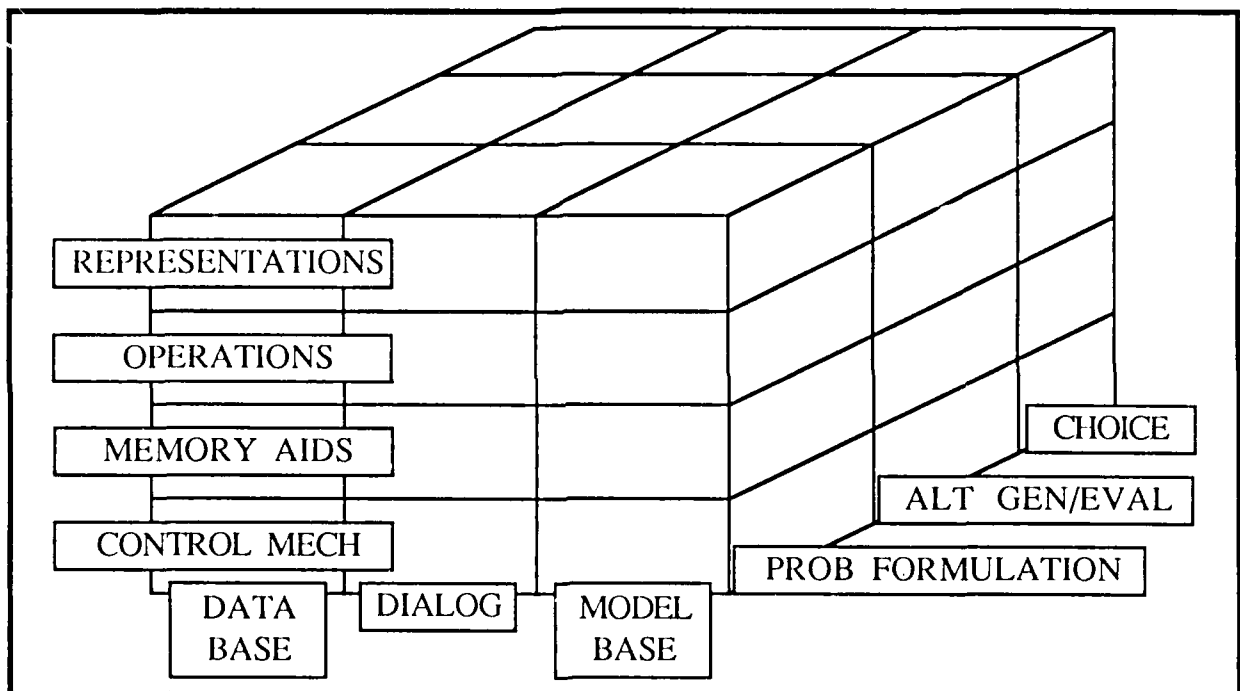 REPRESENTATIONS
OPERATIONS
MEMORY AIDS
CONTROL MECH
DATA
BASE
DIALOG
MODEL
BASE
PROB FORMULATION
ALT GEN/EVAL
CHOICE